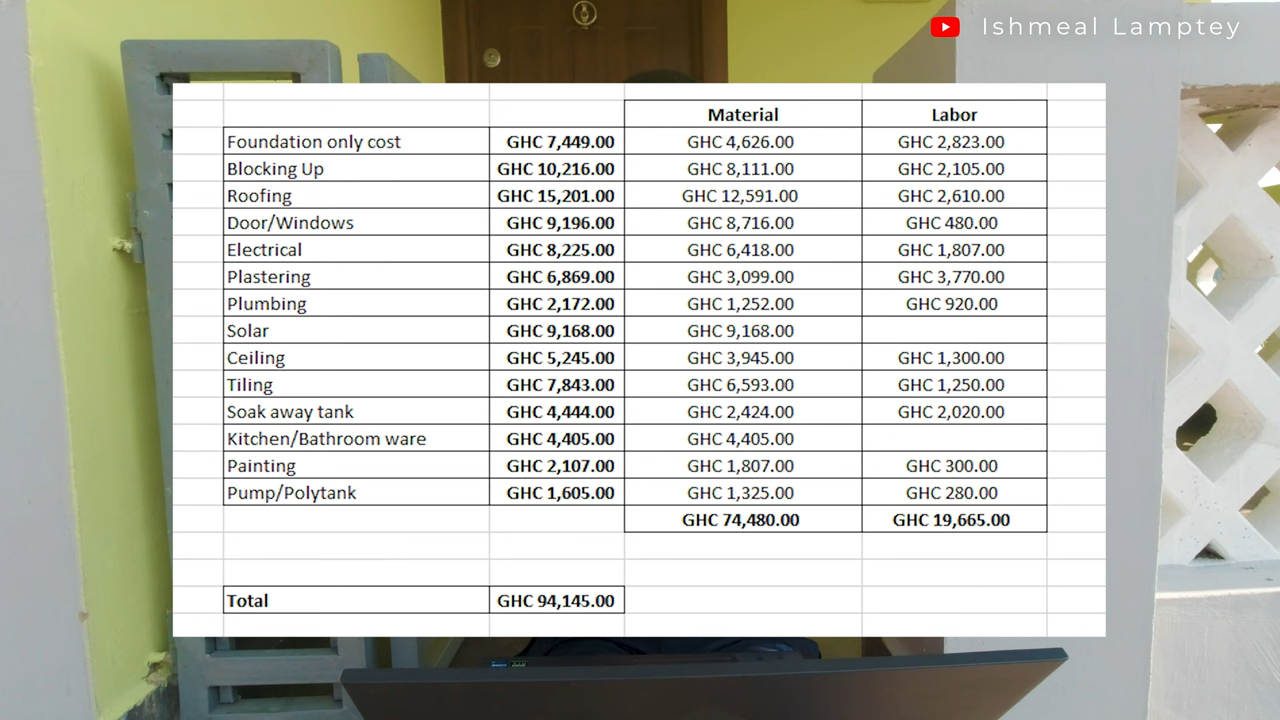 Ishmeal Lamptey
Material Labor
Foundation only cost GHC 7,449.00 GHC 4,626.00 GHC 2,823.00
Blocking Up GHC 10,216.00 GHC 8,111.00 GHC 2,105.00
Roofing GHC 15,201.00 GHC 12,591.00 GHC 2,610.00
Door/Windows GHC 9,196.00 GHC 8,716.00 GHC 480.00
Electrical GHC 8,225.00 GHC 6,418.00 GHC 1,807.00
Plastering GHC 6,869.00 GHC 3,099.00 GHC 3,770.00
Plumbing GHC 2,172.00 GHC 1,252.00 GHC 920.00
Solar GHC 9,168.00 GHC 9,168.00
Ceiling GHC 5,245.00 GHC 3,945.00 GHC 1,300.00
Tiling GHC 7,843.00 GHC 6,593.00 GHC 1,250.00
Soak away tank GHC 4,444.00 GHC 2,424.00 GHC 2,020.00
Kitchen/Bathroom ware GHC 4,405.00 GHC 4,405.00
Painting GHC 2,107.00 GHC 1,807.00 GHC 300.00
Pump/Polytank GHC 1,605.00 GHC 1,325.00 GHC 280.00
GHC 74,480.00 GHC 19,665.00
Total GHC 94,145.00